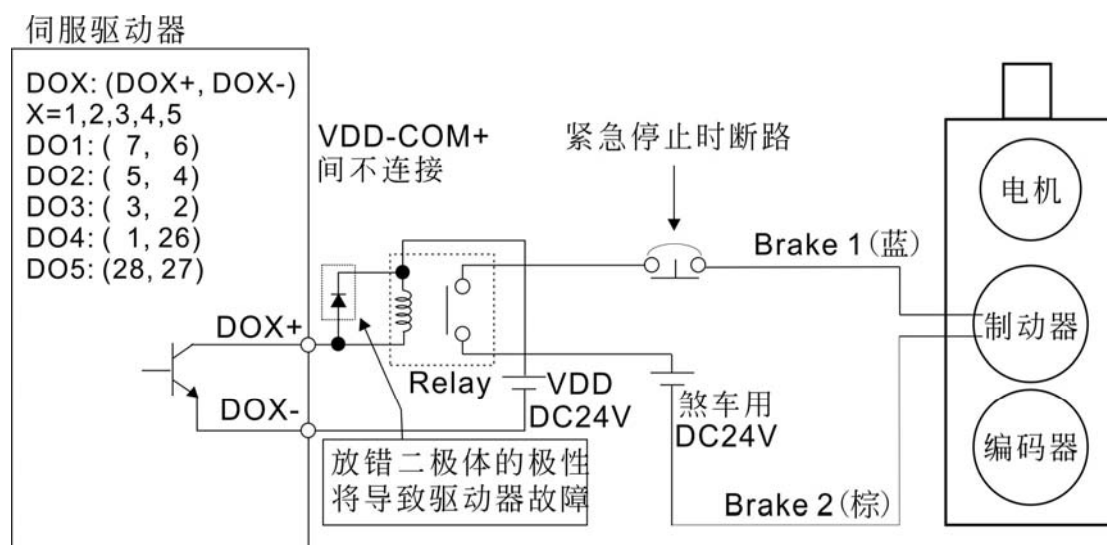 伺服驱动器
DOX: (DOX+, DOX-)
X=1,2,3,4,5
DO1: ( 7, 6)
DO2: ( 5, 4)
DO3: ( 3, 2)
DO4: ( 1, 26)
DO5: (28, 27)
VDD-COM+
间不连接
紧急停止时断路
电机
Brake 1 (蓝)
制动器
DOX+
Relay
VDD
DC24V
DOX-
煞车用
DC24V
编码器
放错二极体的极性
将导致驱动器故障
Brake 2 (棕)